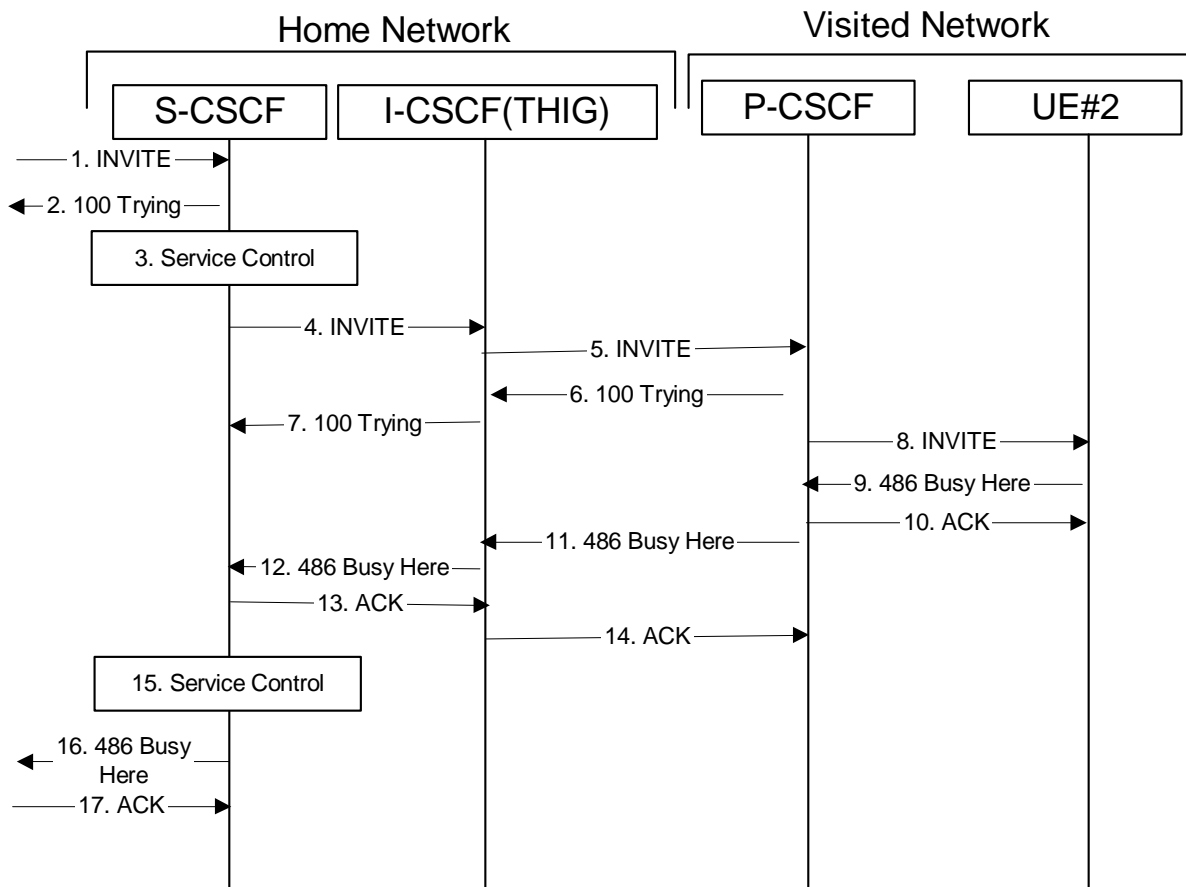 Home Network
Visited Network
S-CSCF
I-CSCF(THIG)
P-CSCF
UE#2
1. INVITE
2. 100 Trying
3. Service Control
4. INVITE
5. INVITE
6. 100 Trying
7. 100 Trying
8. INVITE
9. 486 Busy Here
10. ACK
11. 486 Busy Here
12. 486 Busy Here
13. ACK
14. ACK
15. Service Control
16. 486 Busy
Here
17. ACK